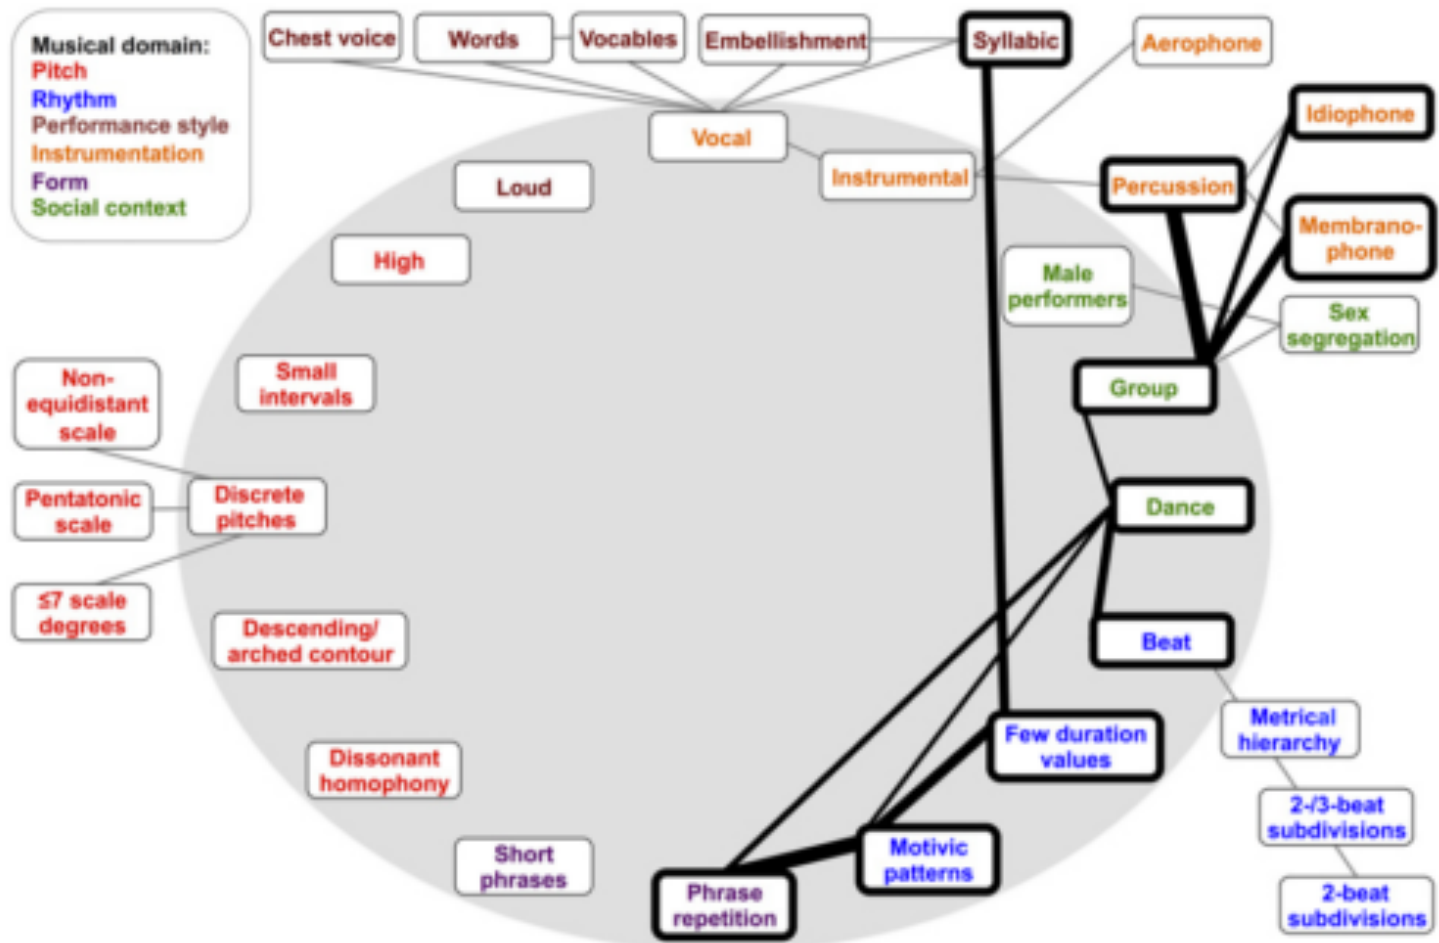 Musical domain:
Pitch
Rhythm
Performance style
Instrumentation
Form
Social context
Chest voice
Words
Vocables
Embellishment
Syllabic
Aerophone
Idiophone
Vocal
Instrumental
Percussion
Membrano-
phone
Loud
High
Male
performers
Sex
segregation
Small
intervals
Group
Non-
equidistant
scale
Pentatonic
scale
Discrete
pitches
Dance
≤7 scale
degrees
Descending/
arched contour
Beat
Metrical
hierarchy
Few duration
values
Dissonant
homophony
2-/3-beat
subdivisions
Short
phrases
Motivic
patterns
Phrase
repetition
2-beat
subdivisions